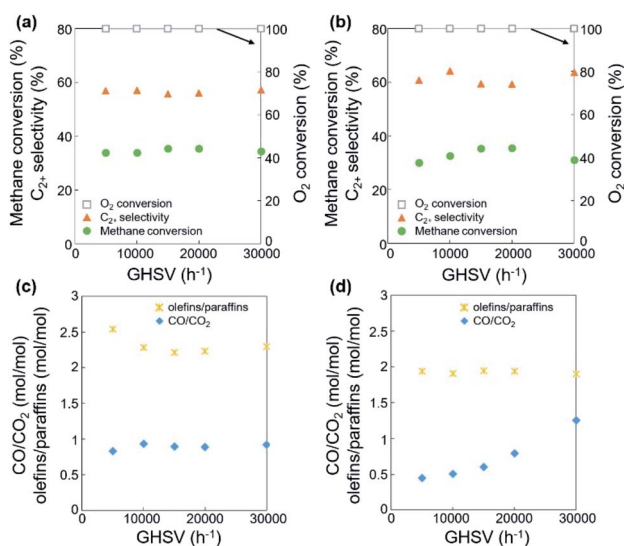 (a)
80
60
40
20
0
Methane conversion (%)
C2+ selectivity (%)
100
80
60
40
20
0
O2 conversion (%)
O2 conversion
C2+ selectivity
Methane conversion
0 10000 20000 30000
GHSV (h-1)
(b)
80
60
40
20
0
Methane conversion (%)
C2+ selectivity (%)
100
80
60
40
20
0
O2 conversion (%)
O2 conversion
C2+ selectivity
Methane conversion
0 10000 20000 30000
GHSV (h-1)
(c)
3
2.5
2
1.5
1
0.5
0
CO/CO2 (mol/mol)
olefins/paraffins (mol/mol)
olefins/paraffins
CO/CO2
0 10000 20000 30000
GHSV (h-1)
(d)
3
2.5
2
1.5
1
0.5
0
CO/CO2 (mol/mol)
olefins/paraffins (mol/mol)
olefins/paraffins
CO/CO2
0 10000 20000 30000
GHSV (h-1)